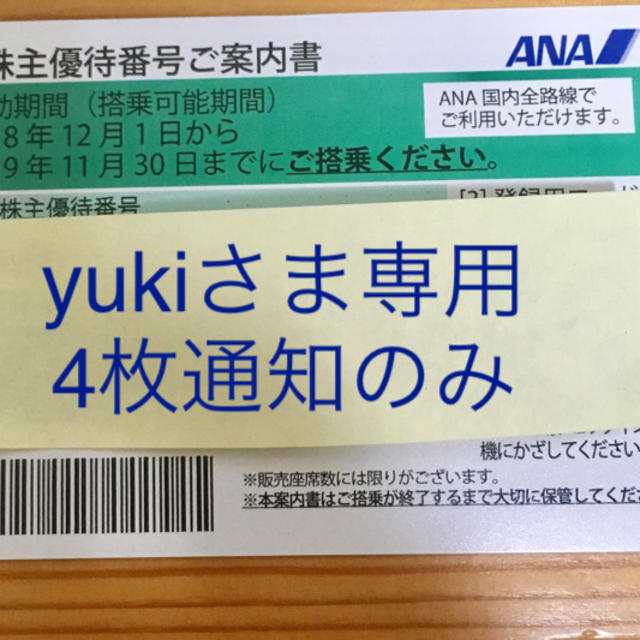 株主優待番号ご案内書
ANA
効期間（搭乗可能期間）
8年12月1日から
9年11月30日までにご搭乗ください。
ANA国内全路線で
ご利用いただけます。
株主優待番号
yukiさま専用
4枚通知のみ
機にかざしてください
※販売座席数には限りがございます。
※本案内書はご搭乗が終了するまで大切に保管してくださ